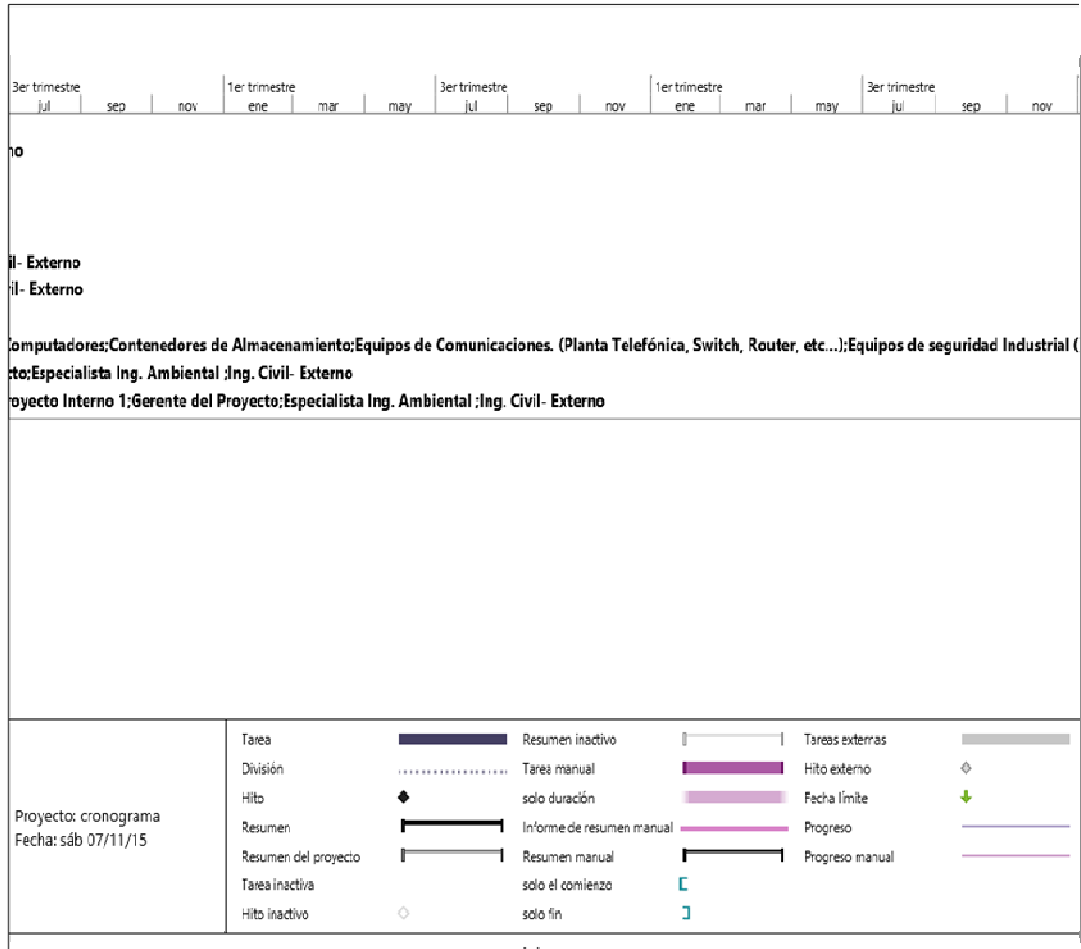 3er trimestre 1er trimestre 3er trimestre 1er trimestre 3er trimestre
jul sep nov ene mar may jul sep nov ene mar may jul sep nov
no
il- Externo
il- Externo
Computadores;Contenedores de Almacenamiento;Equipos de Comunicaciones. (Planta Telefónica, Switch, Router, etc...);Equipos de seguridad Industrial (
cto;Especialista Ing. Ambiental ;Ing. Civil- Externo
royecto Interno 1;Gerente del Proyecto;Especialista Ing. Ambiental ;Ing. Civil- Externo
Proyecto: cronograma
Fecha: sáb 07/11/15
Tarea
División
Hito
Resumen
Resumen del proyecto
Tarea inactiva
Hito inactivo
Resumen inactivo
Tarea manual
solo duración
Informe de resumen manual
Resumen manual
solo el comienzo
solo fin
Tareas externas
Hito externo
Fecha límite
Progreso
Progreso manual